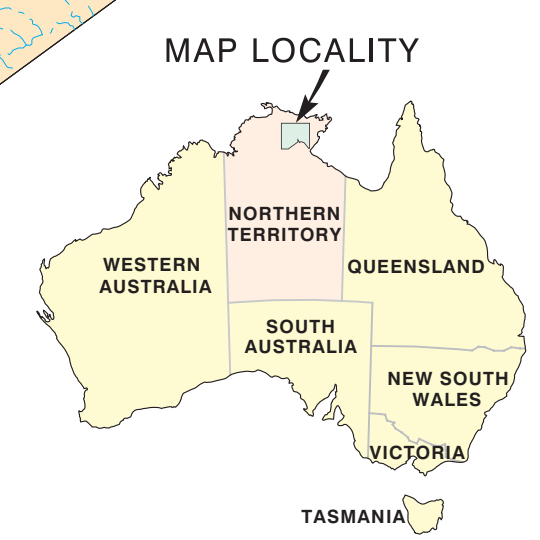 MAP LOCALITY
NORTHERN
TERRITORY
WESTERN
AUSTRALIA
QUEENSLAND
SOUTH
AUSTRALIA
NEW SOUTH
WALES
VICTORIA
TASMANIA